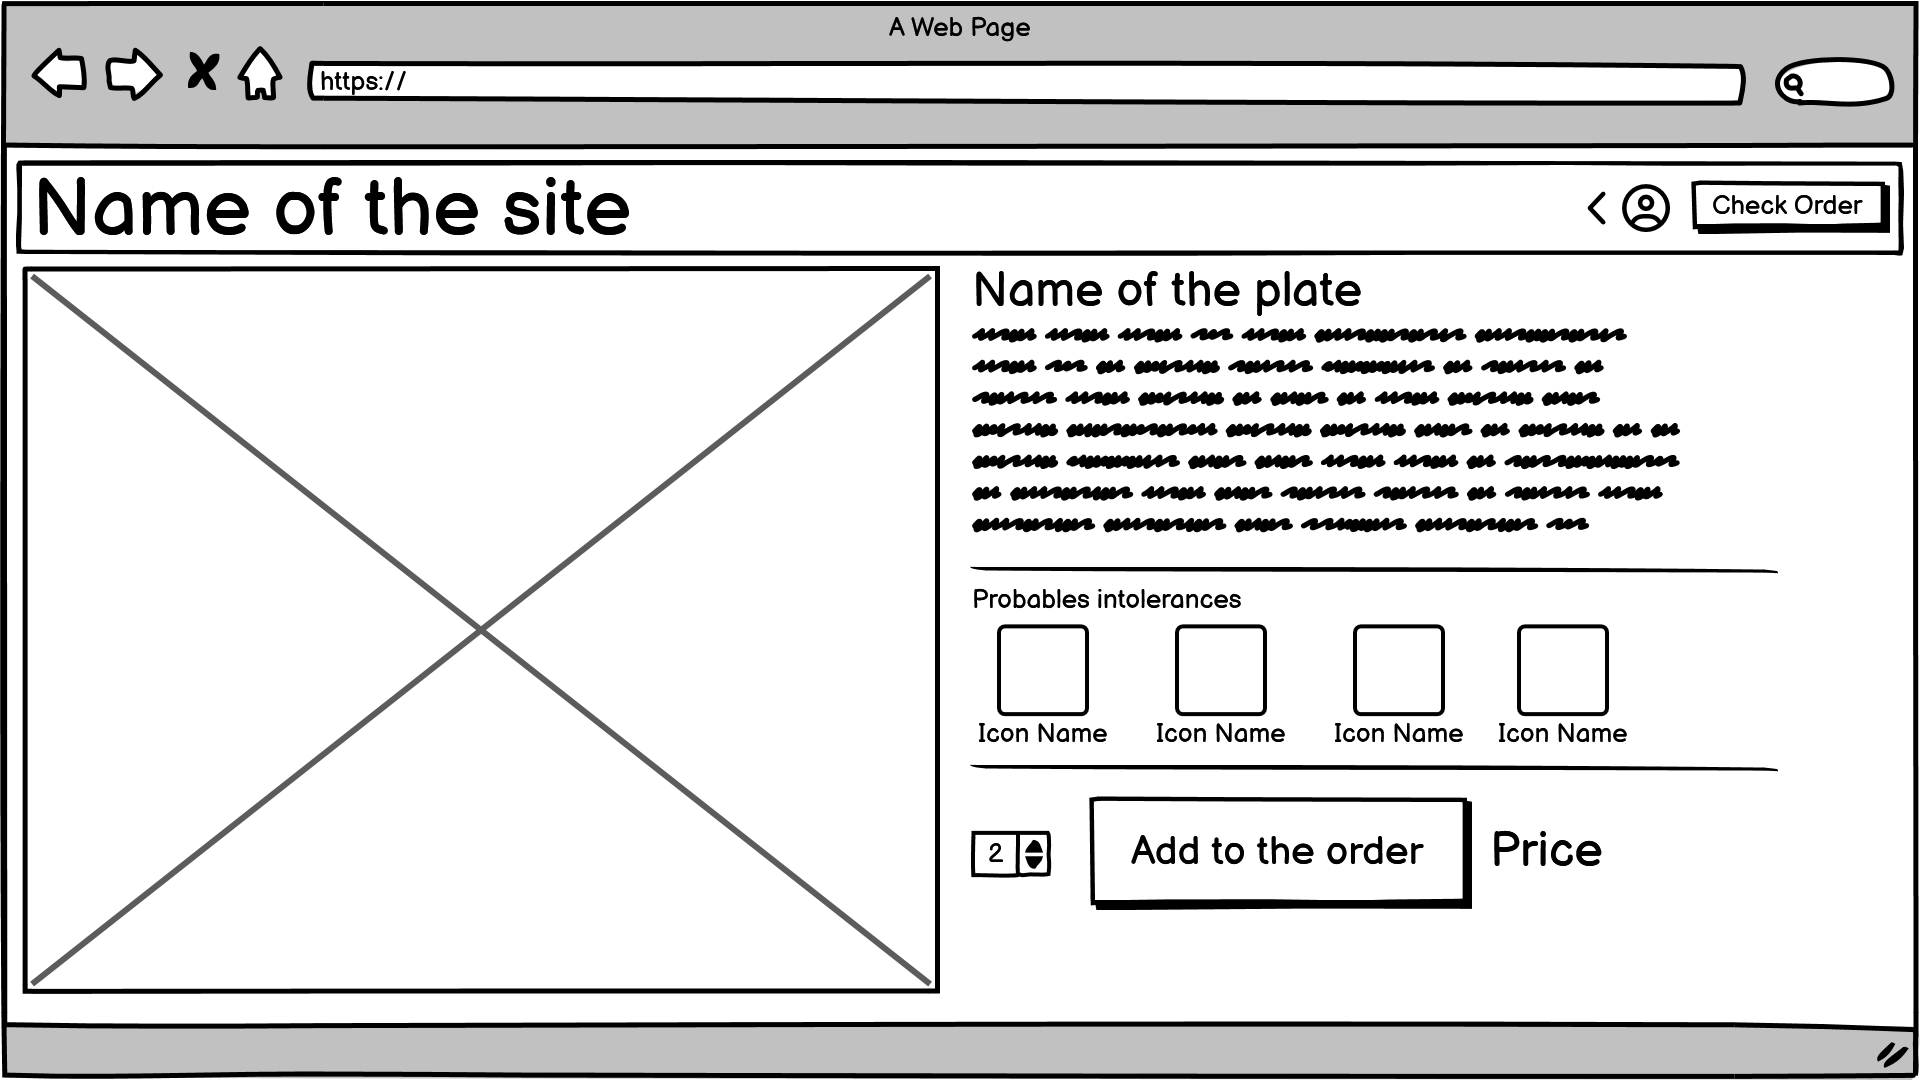 A Web Page
https://
Name of the site
Check Order
Name of the plate
Probables intolerances
Icon Name Icon Name Icon Name Icon Name
2 Add to the order Price